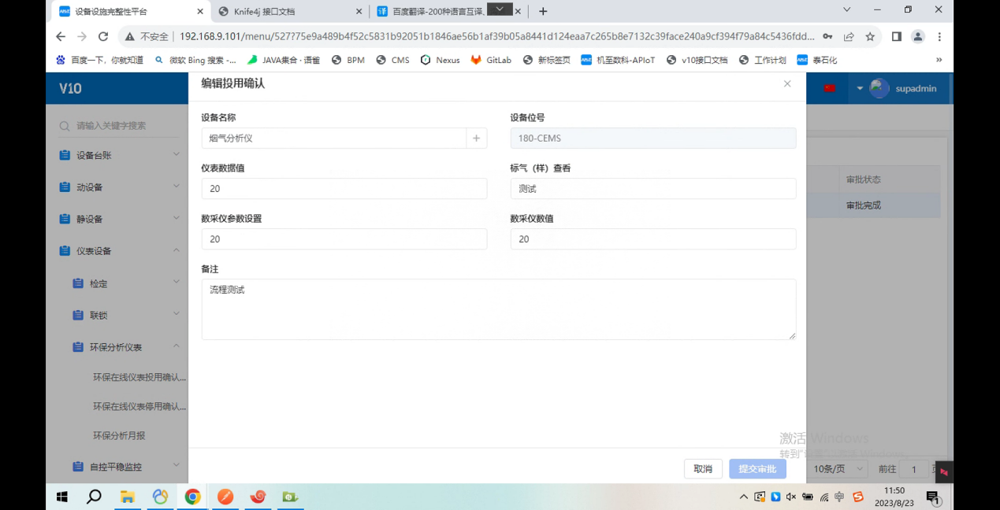 设备设施完整性平台
Knife4j 接口文档
百度翻译-200种语言互译、
不安全
192.168.9.101/menu/527?75e9a489b4f52c5831b92051b1846ae56b1af39b05a8441d124eaa7c265b8e7132c39face240a9cf394f79a84c5436fdd...
百度一下，你就知道
微软 Bing 搜索 -...
JAVA集合 · 语雀
BPM
CMS
Nexus
GitLab
新标签页
机至数科-APIoT
v10接口文档
工作计划
泰石化
»
V10
编辑投用确认
supadmin
请输入关键字搜索
设备台账
动设备
静设备
仪表设备
检定
联锁
环保分析仪表
环保在线仪表投用确认...
环保在线仪表停用确认...
环保分析月报
自控平稳监控
设备名称
设备位号
烟气分析仪
180-CEMS
仪表数据值
标气（样）查看
20
测试
数采仪参数设置
数采仪数值
20
20
备注
流程测试
审批状态
审批完成
激活 Windows
取消
提交审批
10条/页
前往
1
中
11:50
2023/8/23
1